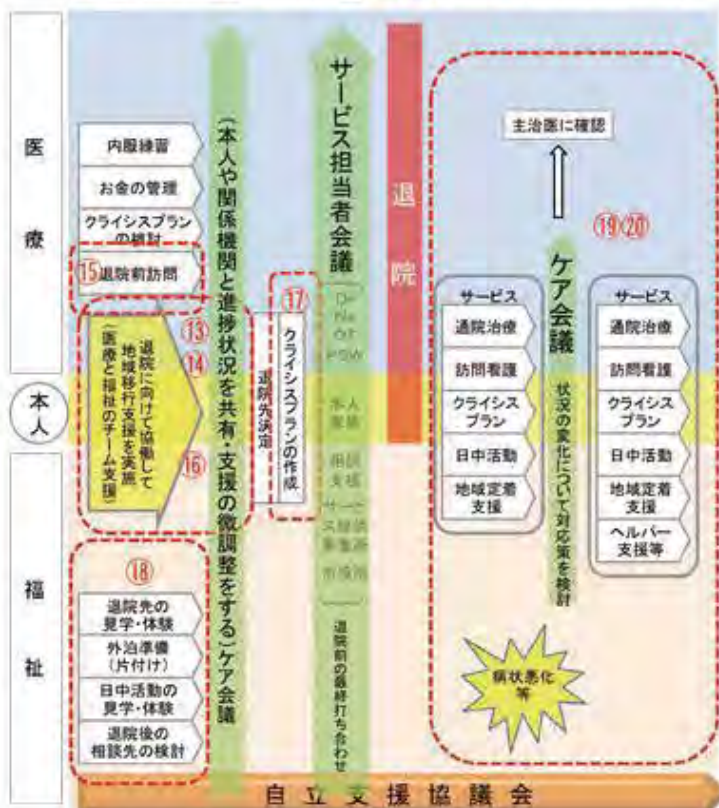 医療
本人
福祉
内服練習
お金の管理
クライシスプラン
の検討
⑮退院前訪問
⑬
⑭
⑯
退院に向けて協働して
地域移行支援を実施
(医療と福祉のチーム支援)
⑱
退院先の
見学・体験
外泊準備
(片付け)
日中活動の
見学・体験
退院後の
相談先の検討
(本人や関係機関と進捗状況を共有・支援の微調整をする)ケア会議
退院先決定
⑰
クライシスプランの作成
サービス担当者会議
Dr
Ns
OT
PSW
本人
相談
支援
市役所
退院前の最終打ち合わせ
退院
主治医に確認
⑲⑳
ケア会議
状況の変化について対応策を検討
サービス
通院治療
訪問看護
クライシス
プラン
日中活動
地域定着
支援
サービス
通院治療
訪問看護
クライシス
プラン
日中活動
地域定着
支援
ヘルパー
支援等
病状悪化
等
自立支援協議会